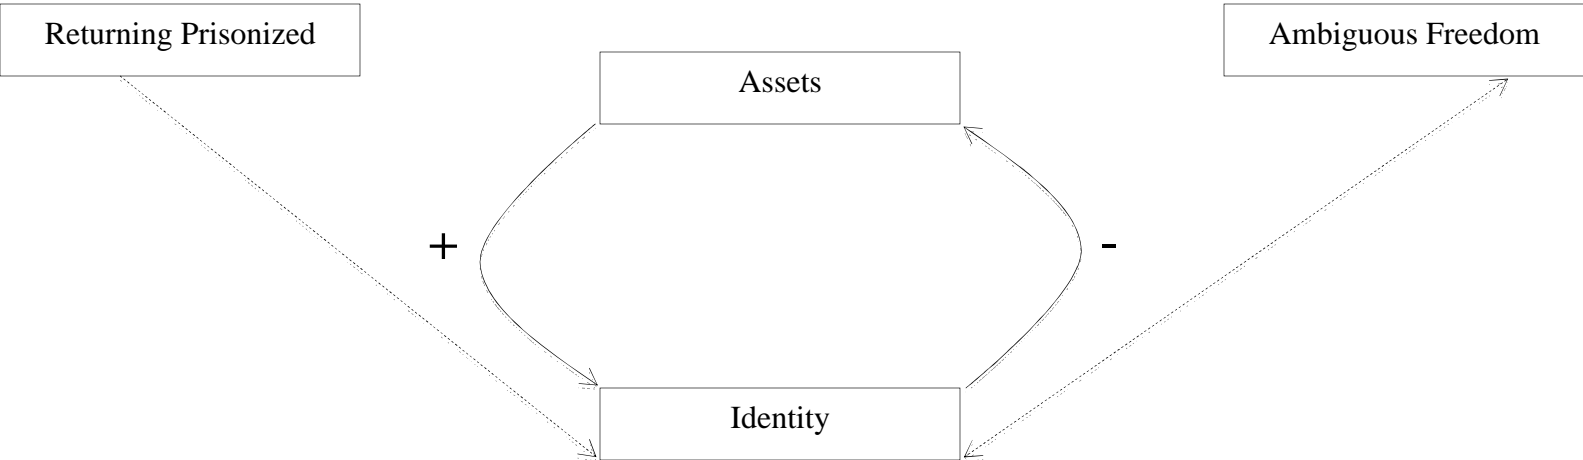 Returning Prisonized
Ambiguous Freedom
Assets
+
-
Identity